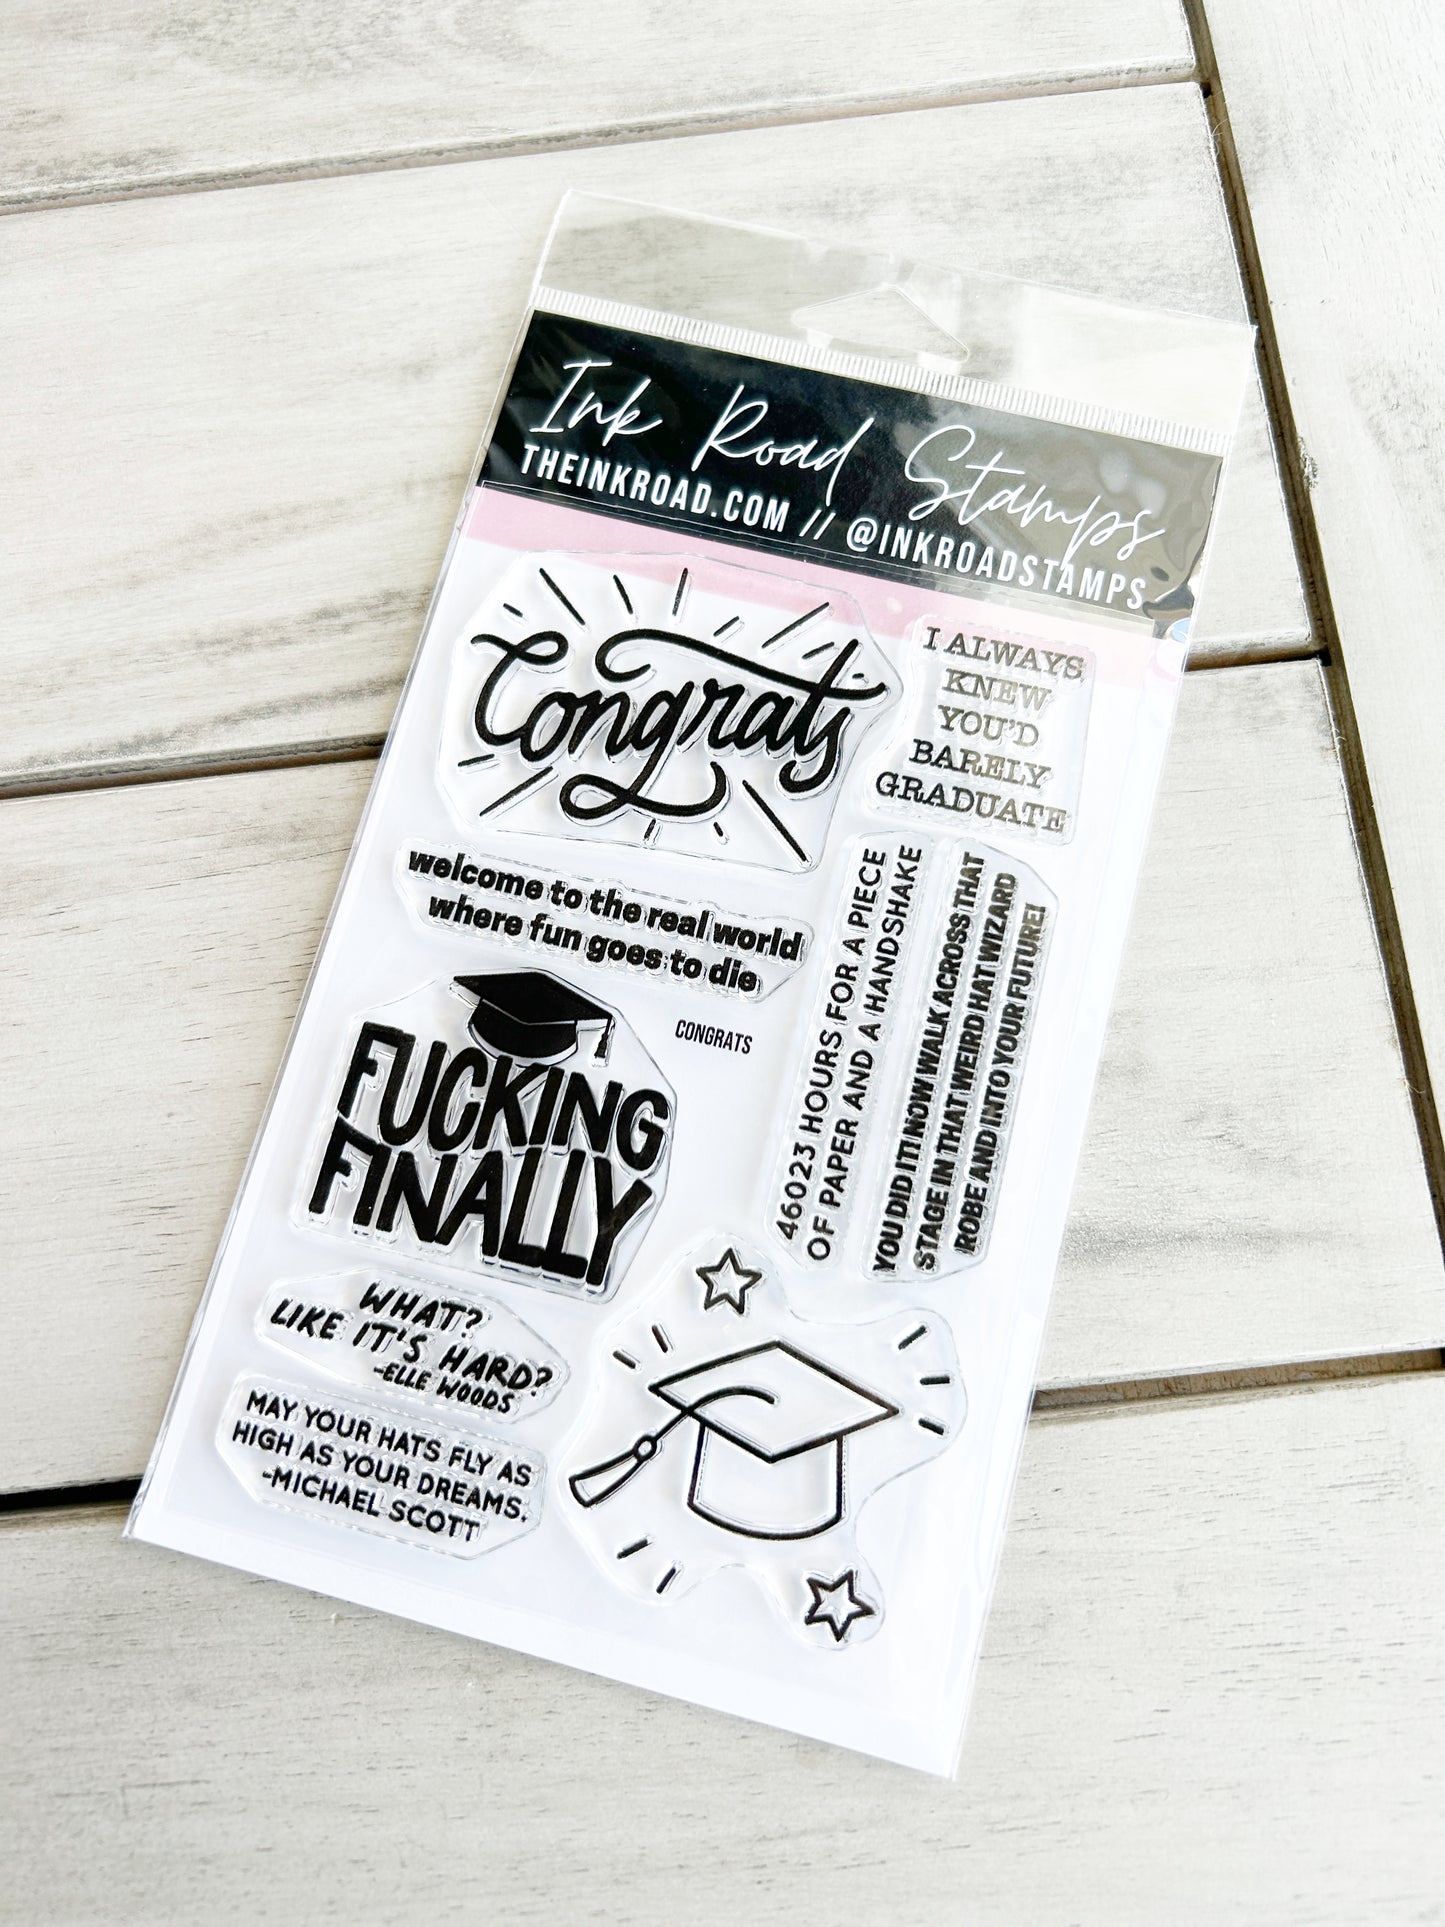 Ink Road Stamps
THEINKROAD.COM // @INKROADSTAMPS
Congrats
I ALWAYS
KNEW
YOU'D
BARELY
GRADUATE
welcome to the real world
where fun goes to die
CONGRATS
FUCKING
FINALLY
46023 HOURS FOR A PIECE
OF PAPER AND A HANDSHAKE
YOU DID IT! NOW WALK ACROSS THAT
STAGE IN THAT WEIRD HAT WIZARD
ROBE AND INTO YOUR FUTURE!
WHAT?
LIKE IT'S HARD?
-ELLE WOODS
MAY YOUR HATS FLY AS
HIGH AS YOUR DREAMS.
-MICHAEL SCOTT